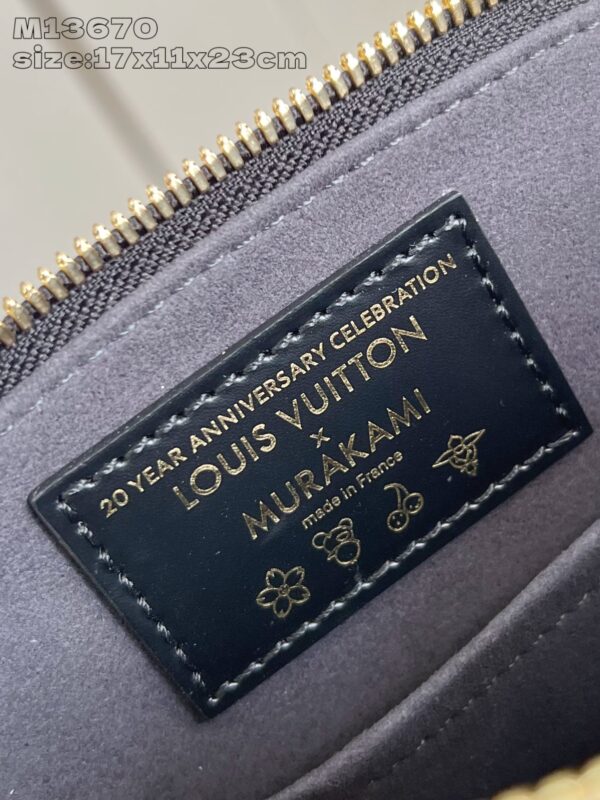 M13670
size:17x11x23cm
20 YEAR ANNIVERSARY CELEBRATION
LOUIS VUITTON
×
MURAKAMI
made in France